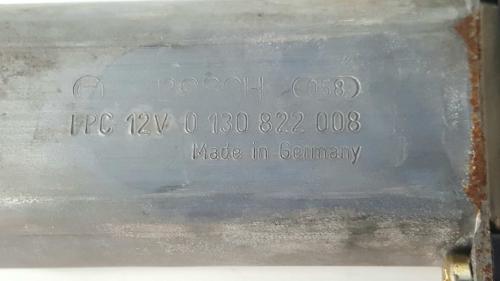 BOSCH (058)
FPC 12V 0 130 822 008
Made in Germany